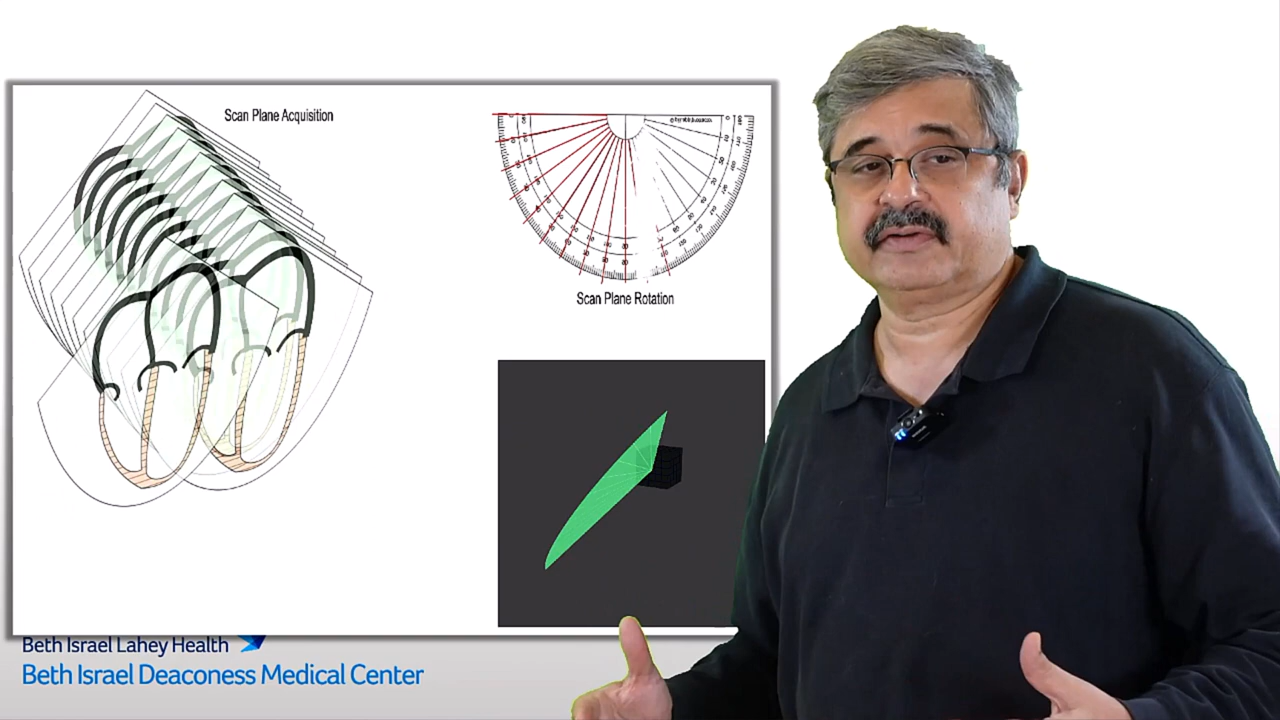 Scan Plane Acquisition
Scan Plane Rotation
Beth Israel Lahey Health
Beth Israel Deaconess Medical Center